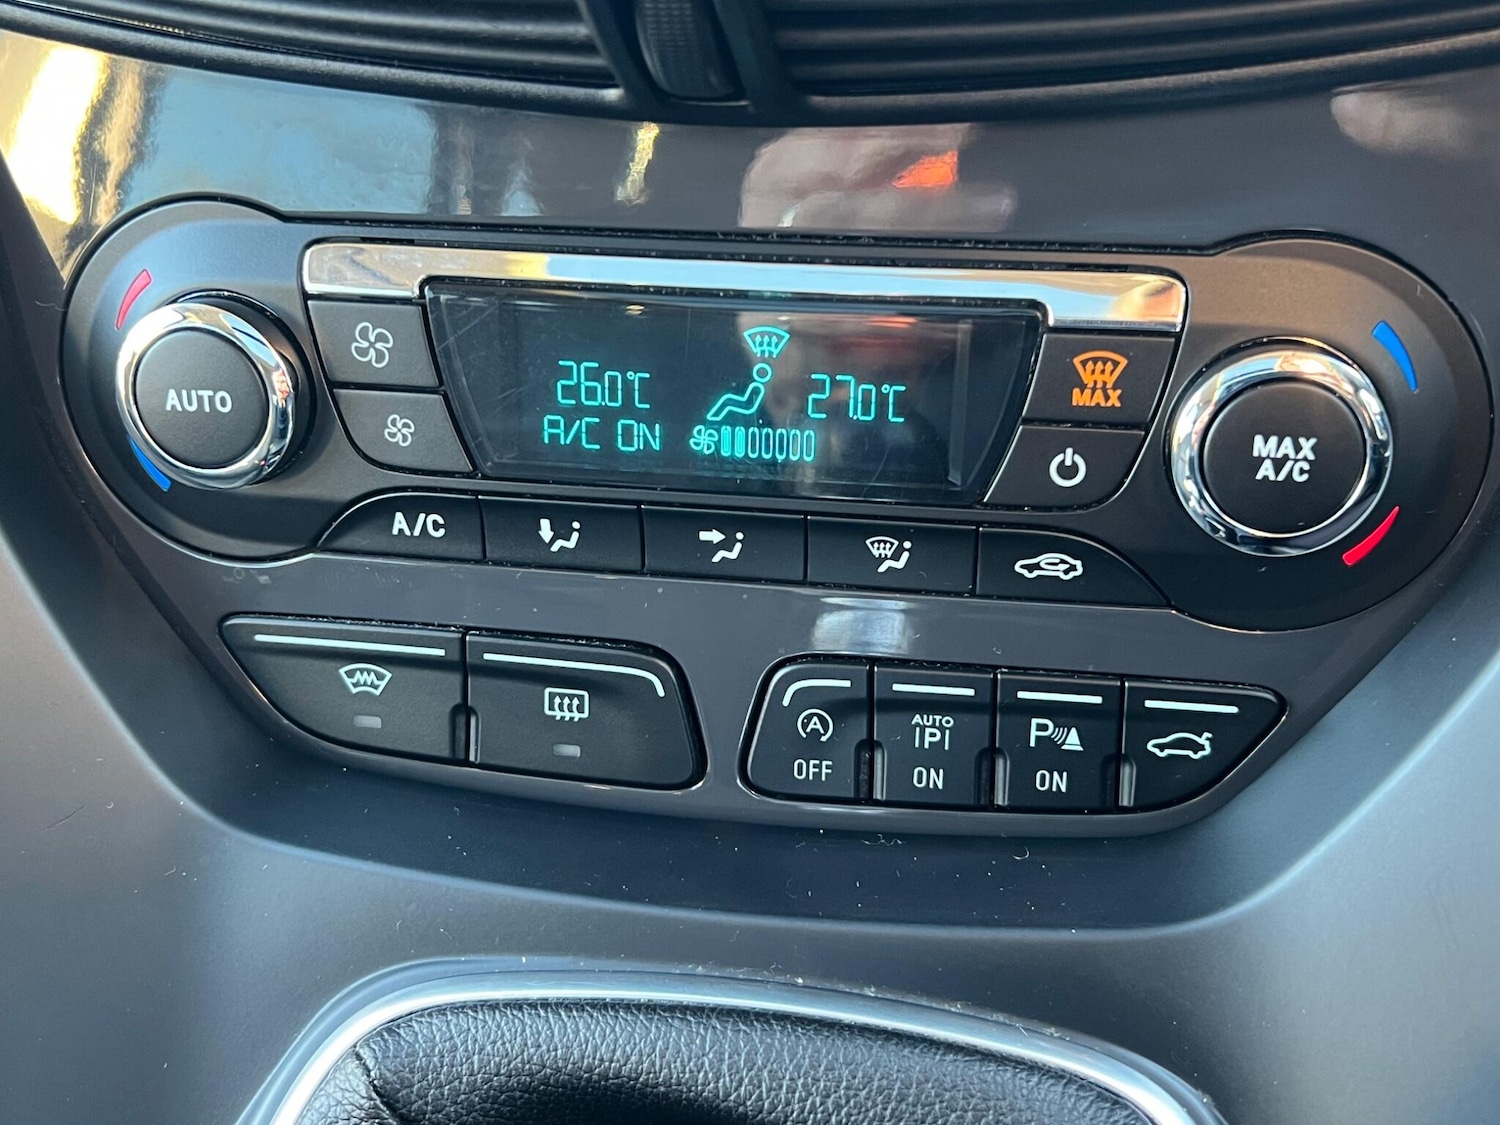 AUTO
26.0°C
27.0°C
A/C ON
MAX
MAX
A/C
A/C
A
OFF
AUTO
P
ON
P
ON